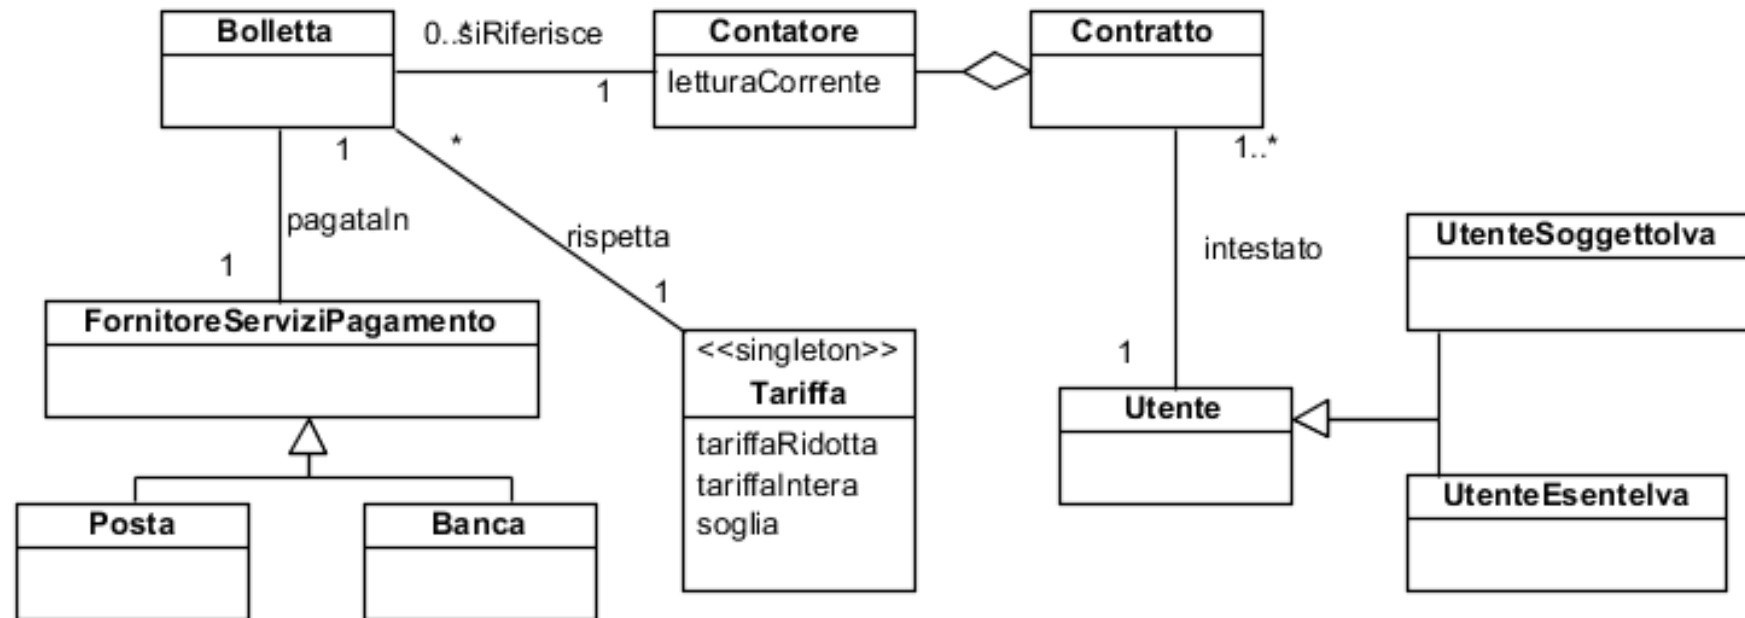 Bolletta
0..*
siRiferisce
1
Contatore
letturaCorrente
Contratto
1
*
1..*
pagataIn
1
rispetta
1
intestato
1
UtenteSoggettoIva
FornitoreServiziPagamento
<<singleton>>
Tariffa
tariffaRidotta
tariffaIntera
soglia
Utente
UtenteEsenteIva
Posta
Banca